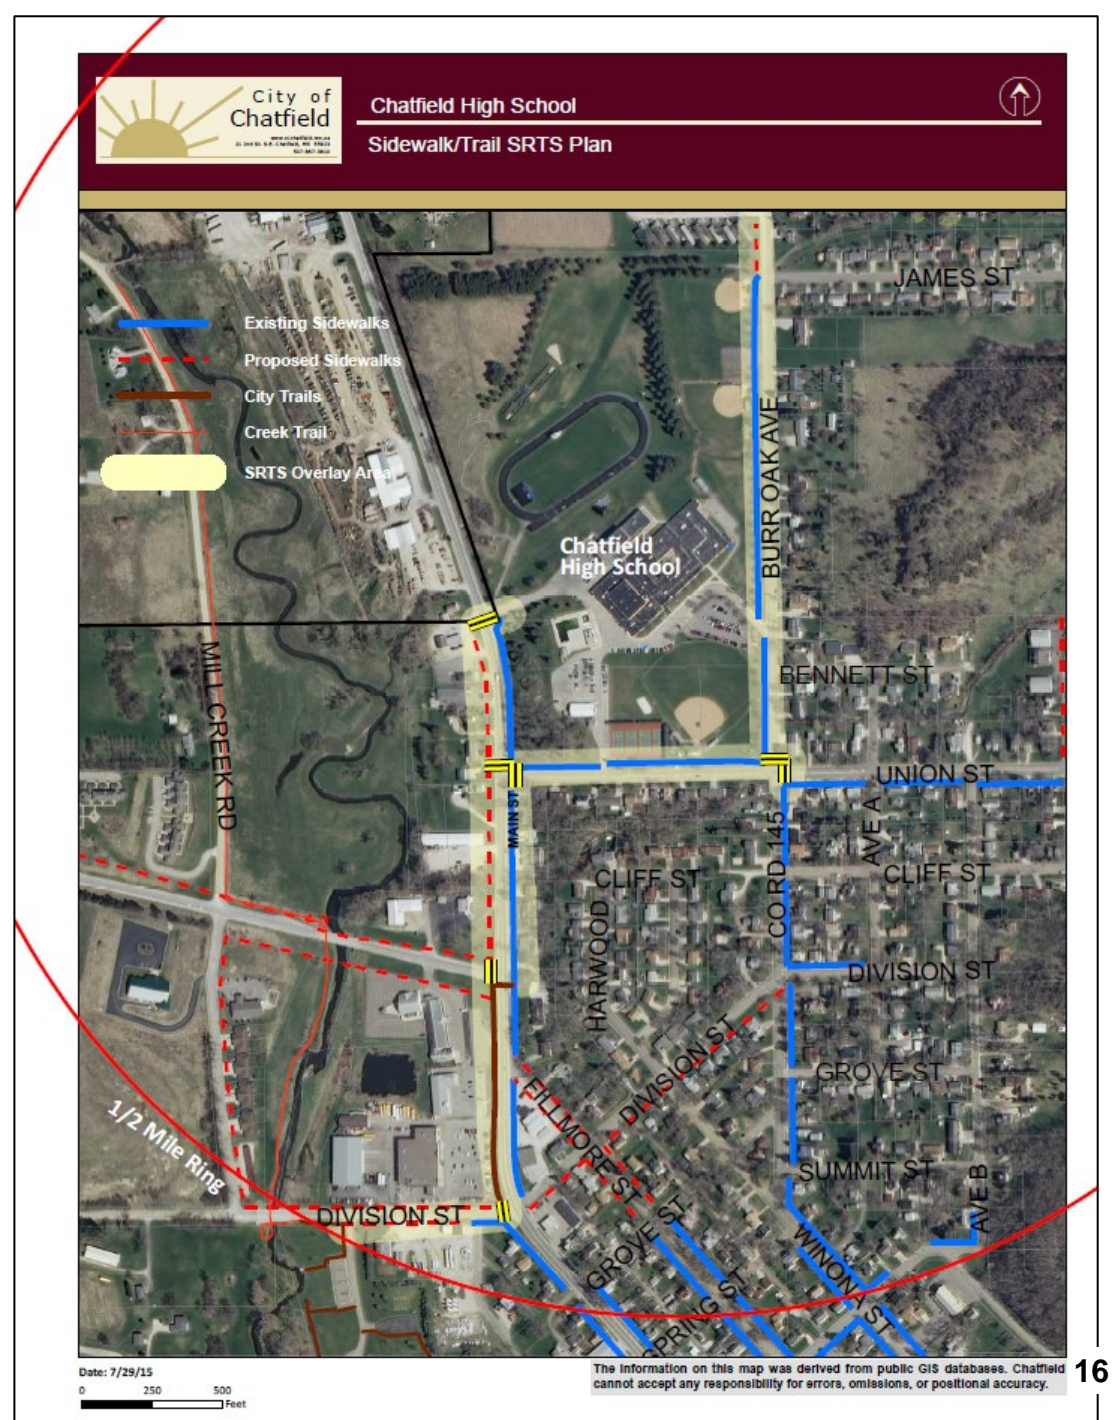 City of
Chatfield
Chatfield High School
Sidewalk/Trail SRTS Plan
Y 52
JAMES ST
Existing Sidewalks
Proposed Sidewalks
City Trails
Creek Trail
SRTS Overlay Area
BURR OAK AVE
Chatfield
High School
MILL CREEK RD
BENNETT ST
UNION ST
MAIN ST
CO RD 145
AVE A
CLIFF ST
CLIFF ST
HARWOOD
DIVISION ST
DIVISION ST
FILLMORE ST
GROVE ST
1/2 Mile Ring
SUMMIT ST
AVE B
DIVISION ST
GROVE ST
WINONA ST
SPRING ST
Date: 7/29/15
0 250 500
Feet
The information on this map was derived from public GIS databases. Chatfield
cannot accept any responsibility for errors, omissions, or positional accuracy.
16